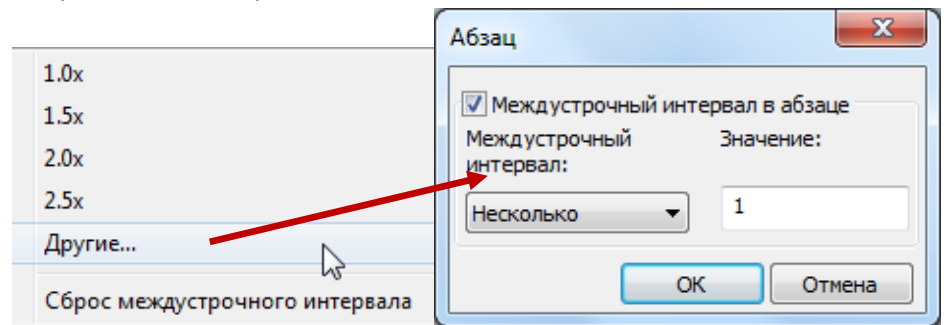 1.0x
1.5x
2.0x
2.5x
Другие...
Сброс междустрочного интервала
Абзац
Междустрочный интервал в абзаце
Междустрочный
интервал:
Значение:
Несколько
1
ОК
Отмена